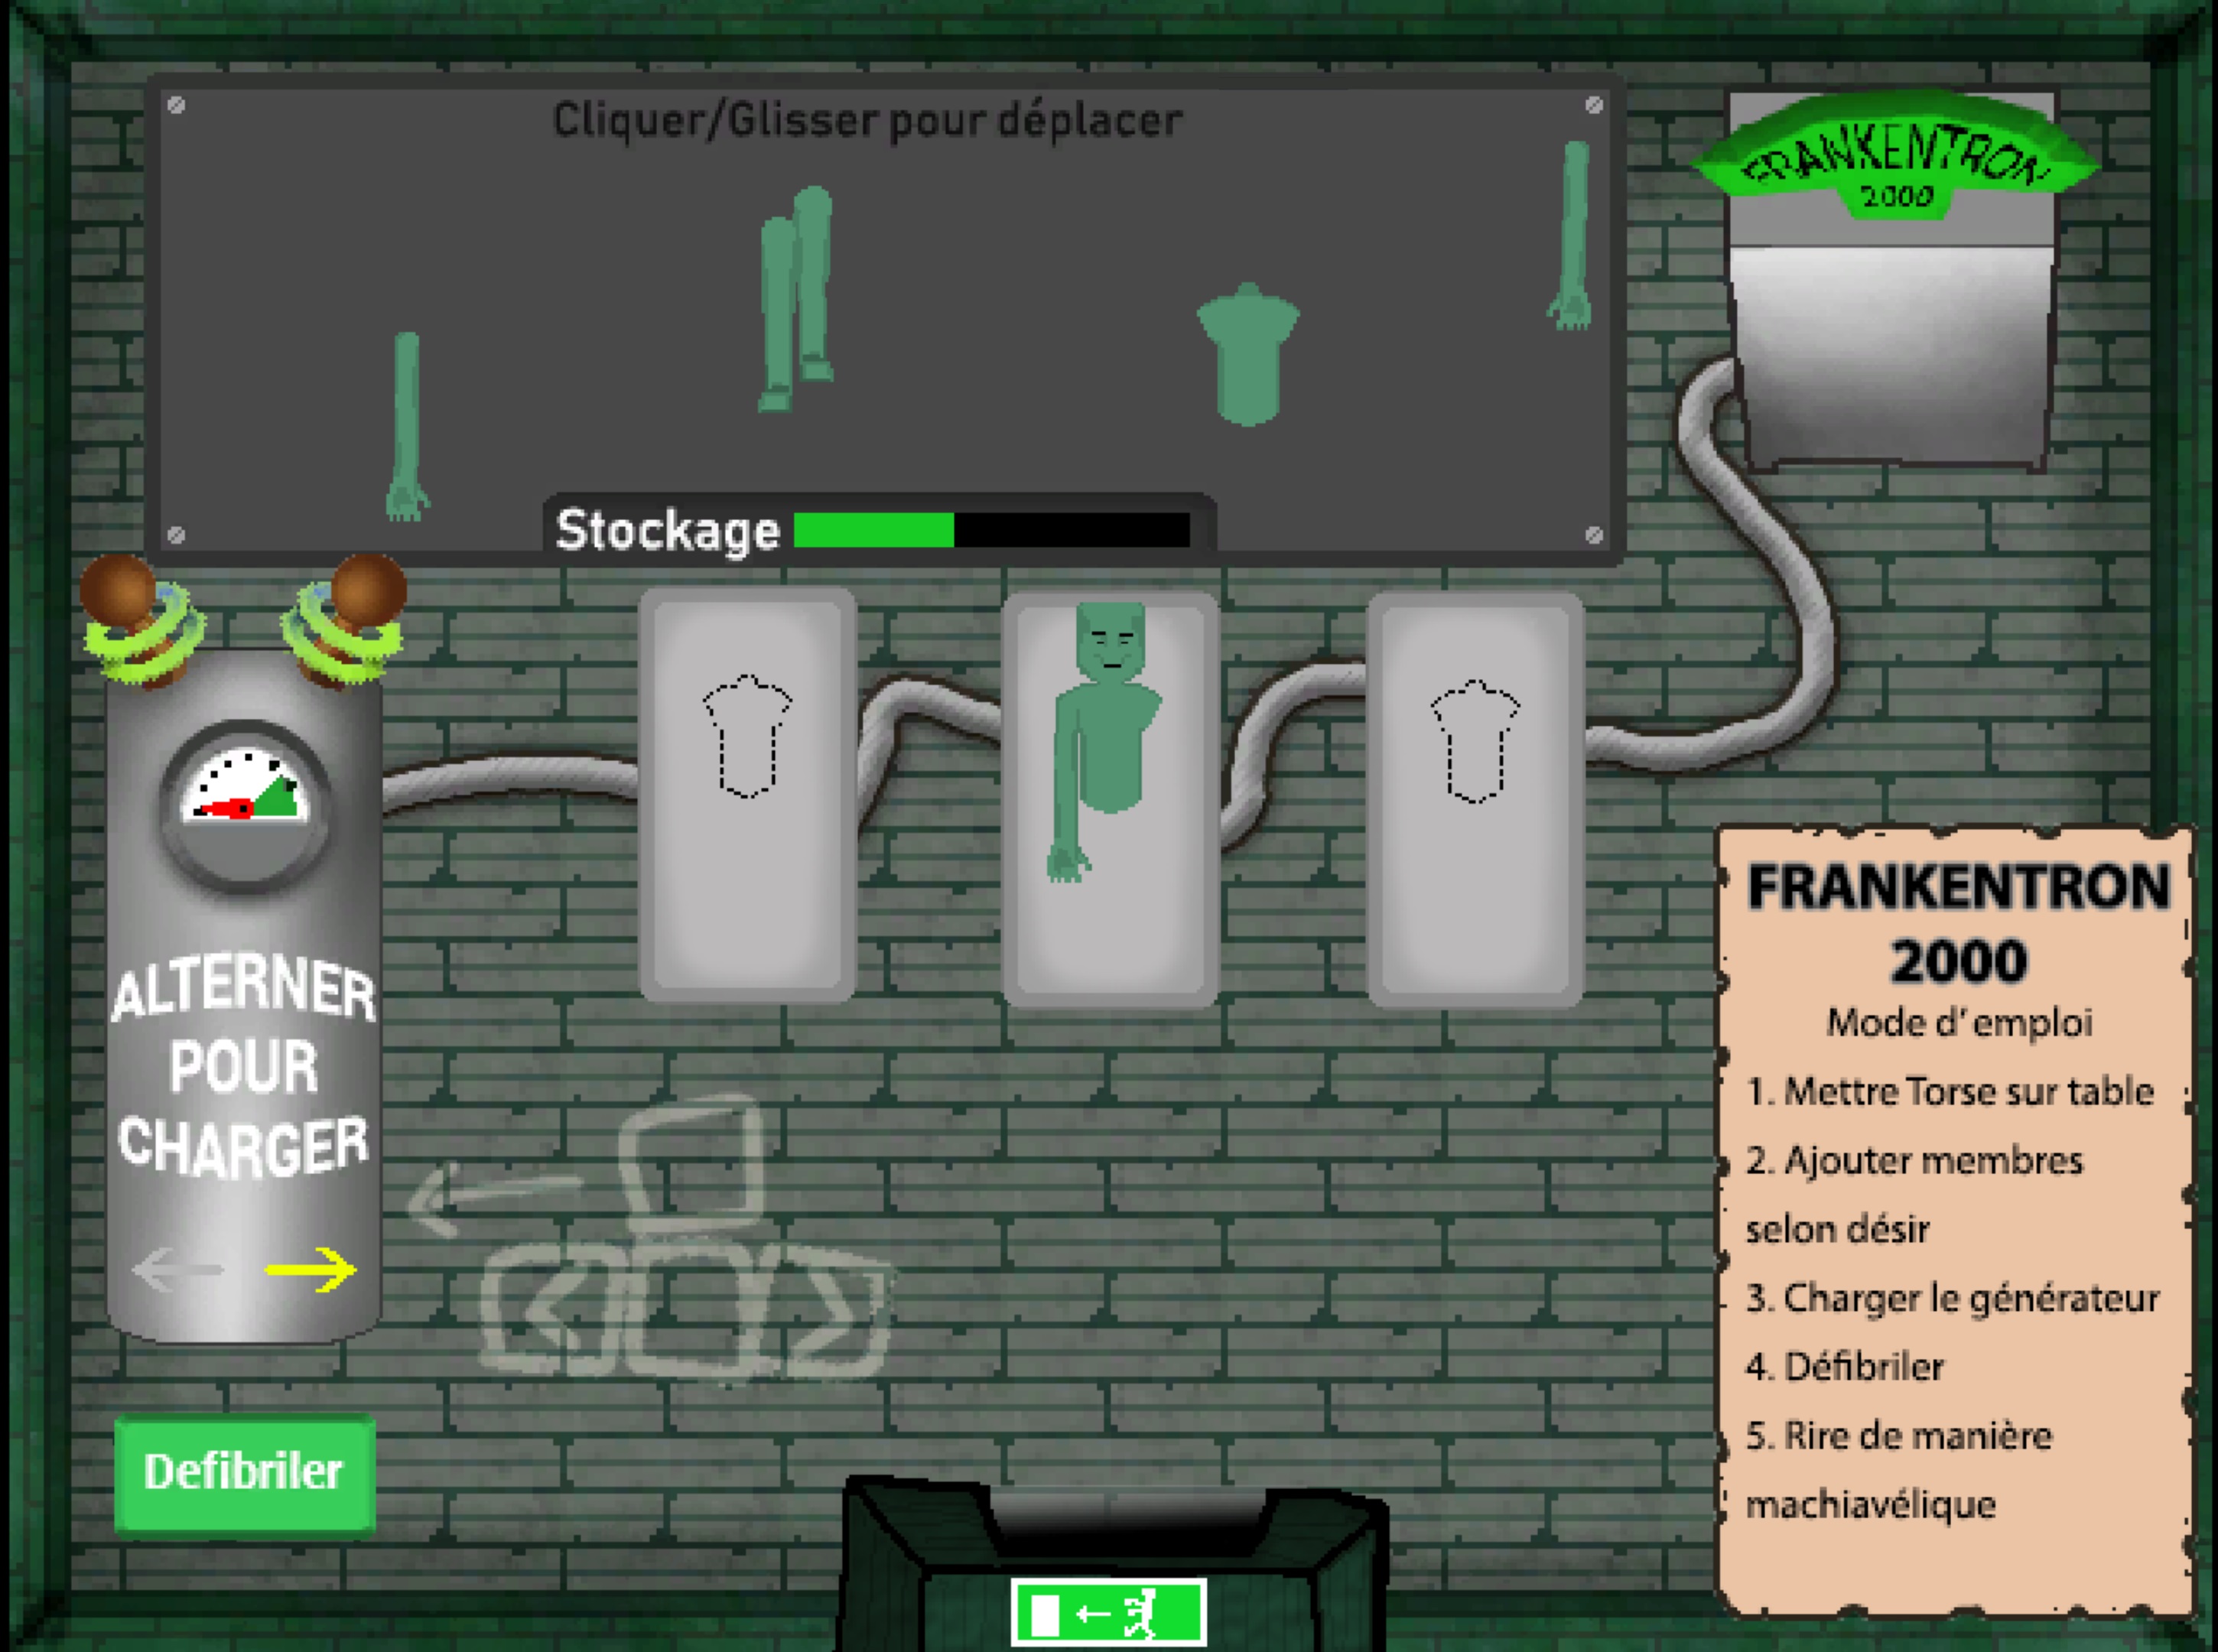 Cliquer/Glisser pour déplacer
FRANKENTRON
2000
Stockage
ALTERNER
POUR
CHARGER
Defibriler
FRANKENTRON
2000
Mode d'emploi
1. Mettre Torse sur table
2. Ajouter membres
selon désir
3. Charger le générateur
4. Défibriler
5. Rire de manière
machiavélique